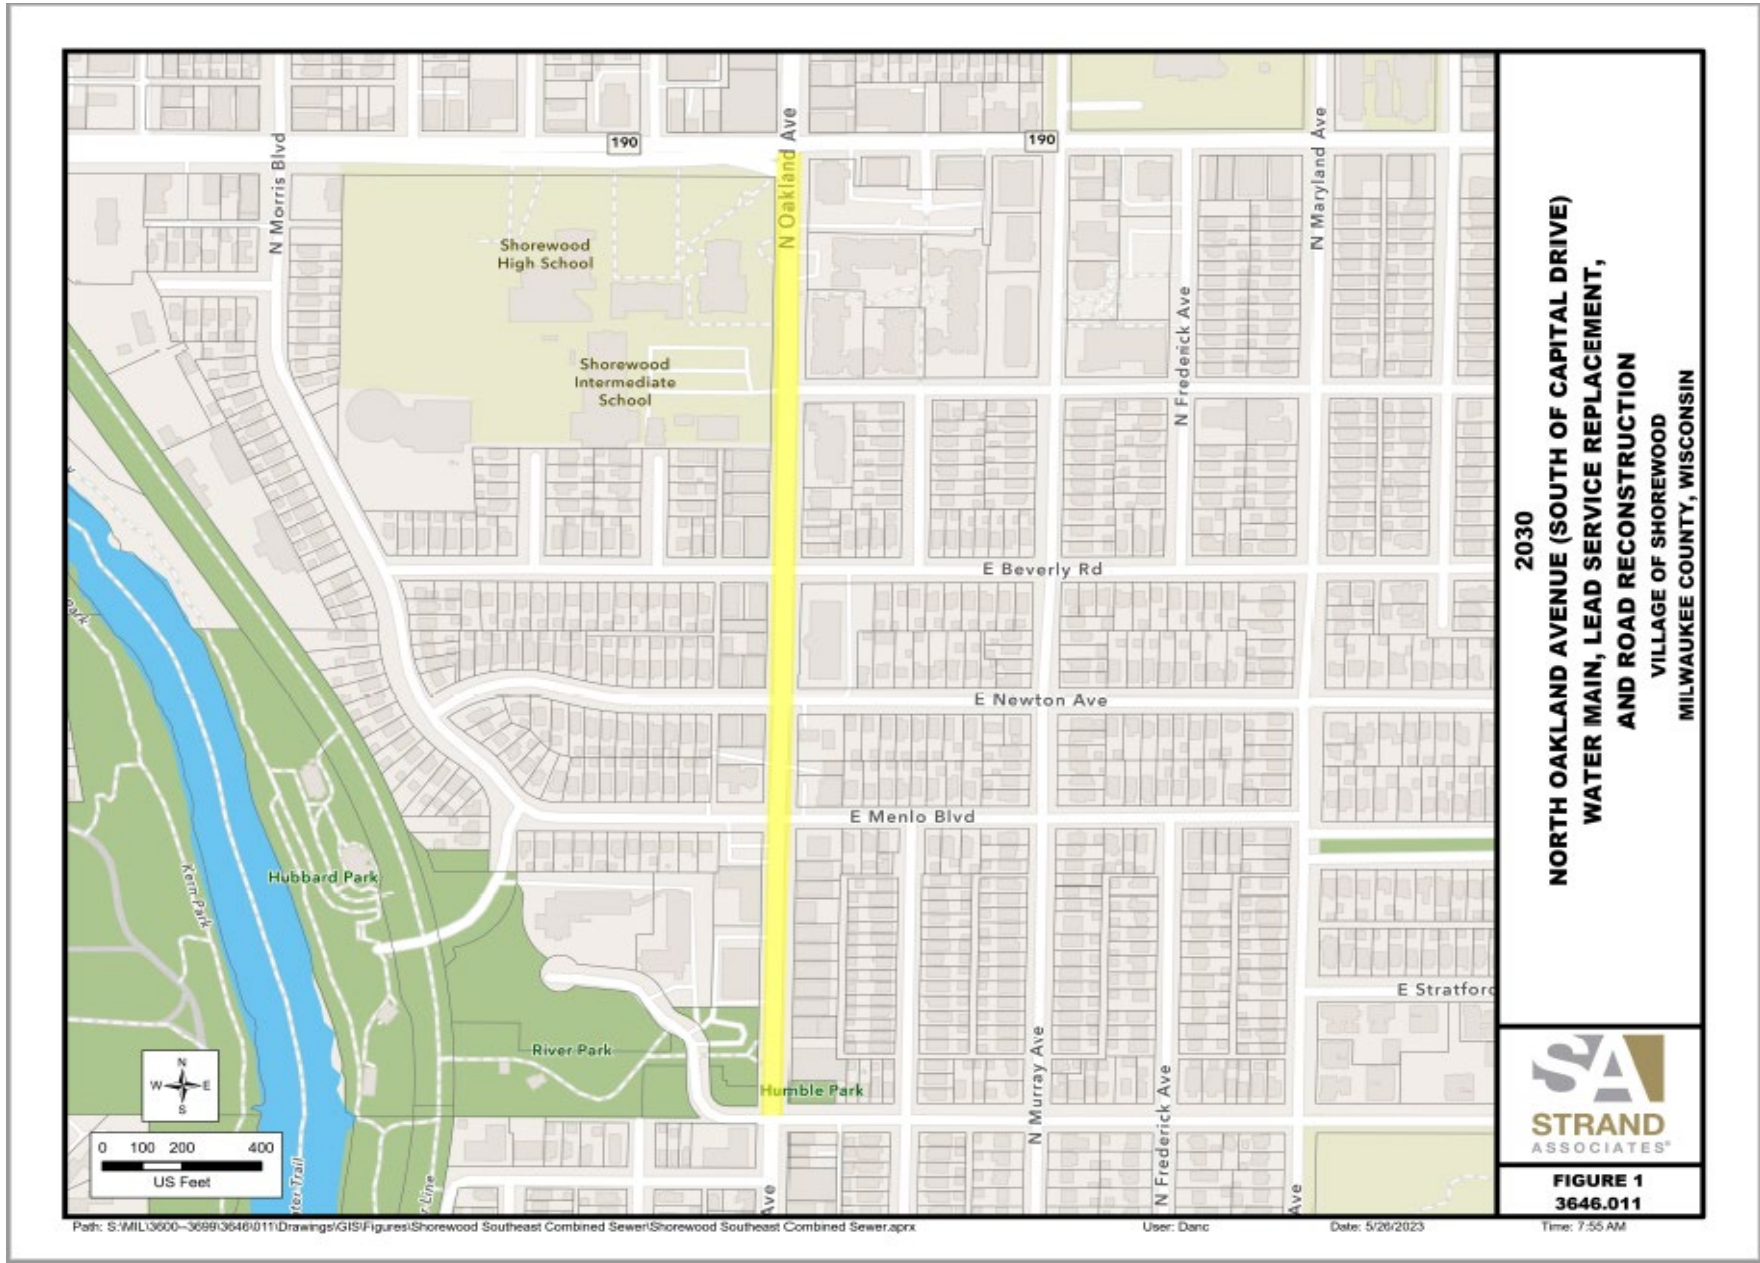 190
190
N Oakland Ave
N Morris Blvd
N Maryland Ave
Shorewood
High School
Shorewood
Intermediate
School
N Frederick Ave
E Beverly Rd
E Newton Ave
E Menlo Blvd
Hubbard Park
Kern Park
Park
E Stratford
River Park
Humble Park
N Murray Ave
N Frederick Ave
Ave
Ave
Line
ter Trail
N
W E
S
0 100 200 400
US Feet
2030
NORTH OAKLAND AVENUE (SOUTH OF CAPITAL DRIVE)
WATER MAIN, LEAD SERVICE REPLACEMENT,
AND ROAD RECONSTRUCTION
VILLAGE OF SHOREWOOD
MILWAUKEE COUNTY, WISCONSIN
SA
STRAND
ASSOCIATES®
FIGURE 1
3646.011
Path: S:\MIL\3600--3699\3646\011\Drawings\GIS\Figures\Shorewood Southeast Combined Sewer\Shorewood Southeast Combined Sewer.aprx User: Danc Date: 5/26/2023 Time: 7:55 AM